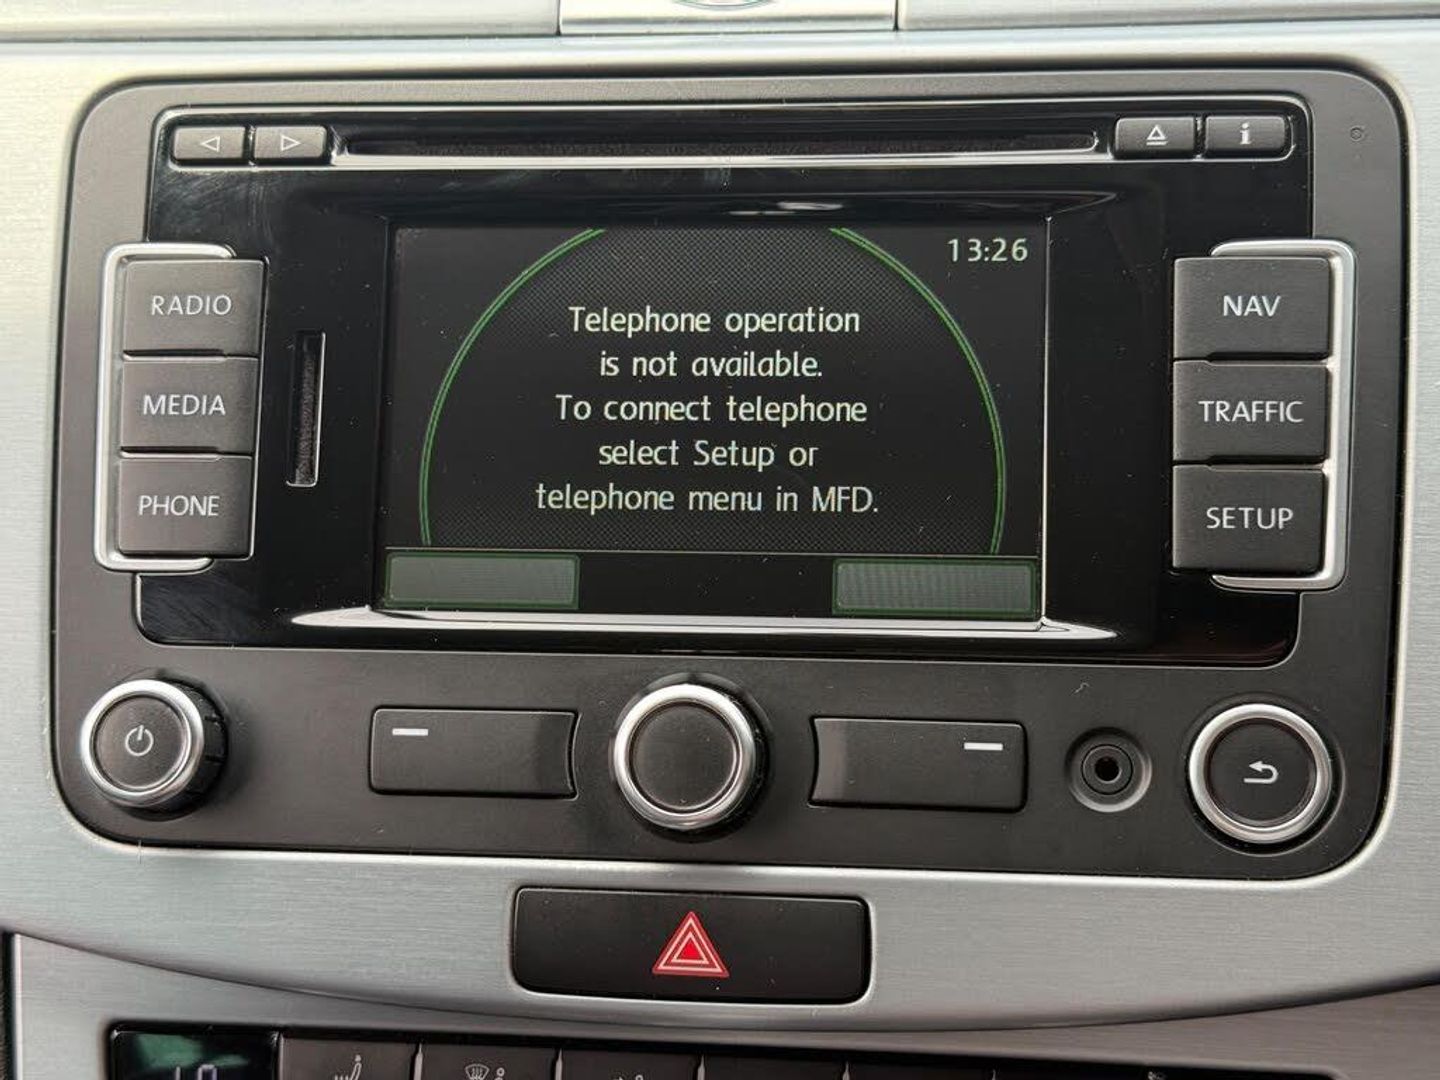 i
13:26
RADIO
MEDIA
PHONE
Telephone operation
is not available.
To connect telephone
select Setup or
telephone menu in MFD.
NAV
TRAFFIC
SETUP